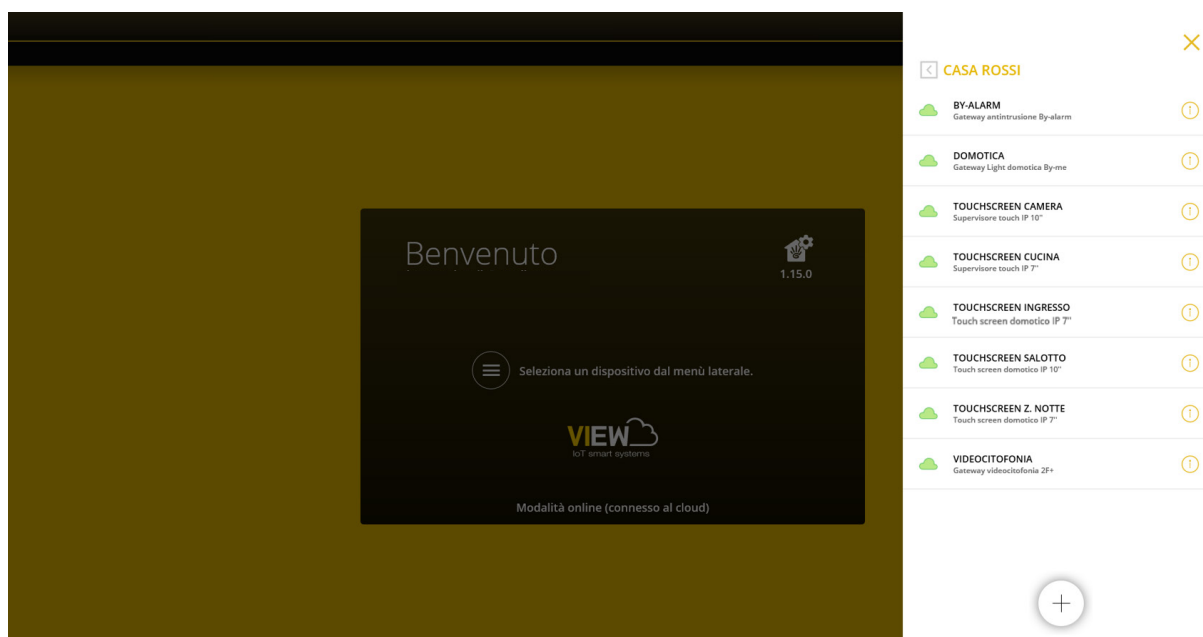 Benvenuto
1.15.0
Seleziona un dispositivo dal menù laterale.
VIEW
IoT smart systems
Modalità online (connesso al cloud)
CASA ROSSI
BY-ALARM
Gateway antintrusione By-alarm
DOMOTICA
Gateway Light domotica By-me
TOUCHSCREEN CAMERA
Supervisore touch IP 10"
TOUCHSCREEN CUCINA
Supervisore touch IP 7"
TOUCHSCREEN INGRESSO
Touch screen domotico IP 7"
TOUCHSCREEN SALOTTO
Touch screen domotico IP 10"
TOUCHSCREEN Z. NOTTE
Touch screen domotico IP 7"
VIDEOCITOFONIA
Gateway videocitofonia 2F+